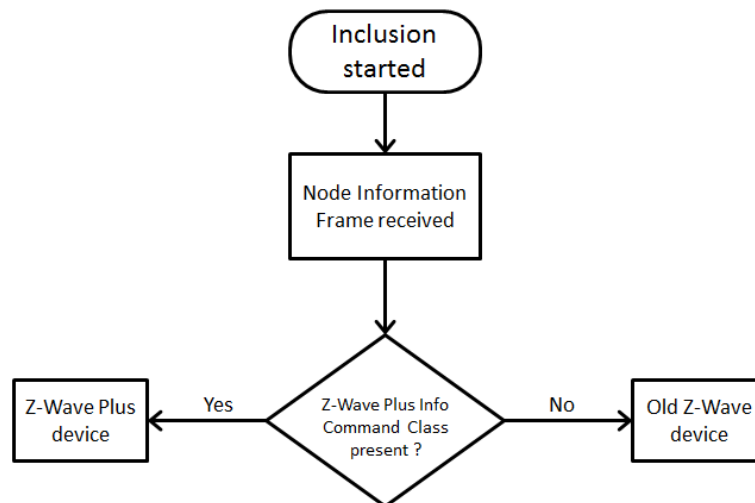 Inclusion
started
Node Information
Frame received
Z-Wave Plus Info
Command Class
present ?
Yes
No
Z-Wave Plus
device
Old Z-Wave
device